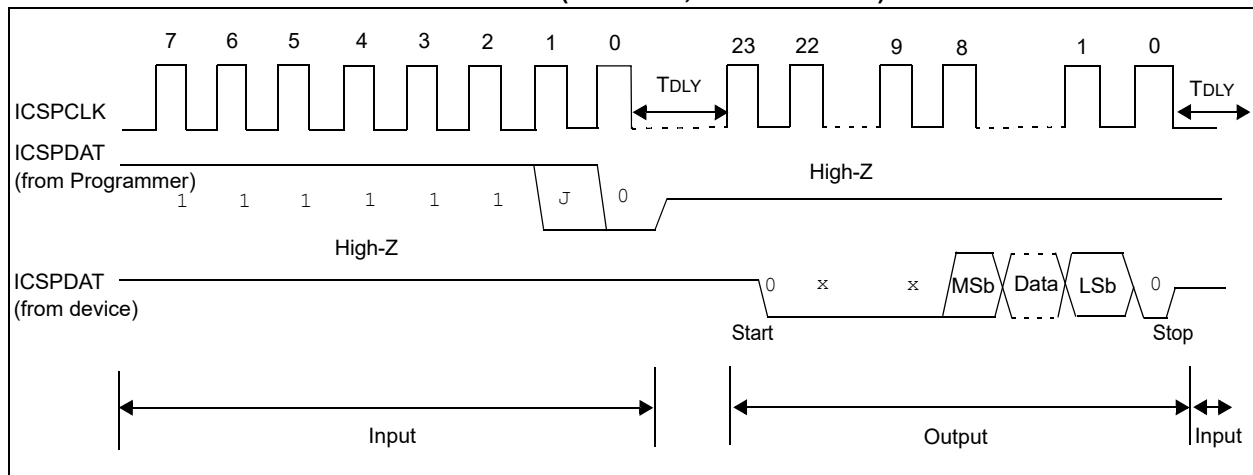 7 6 5 4 3 2 1 0 23 22 9 8 1 0
TDLY TDLY
ICSPCLK
ICSPDAT
(from Programmer)
High-Z
1 1 1 1 1 1 J 0
High-Z
ICSPDAT
(from device)
0 x x MSb Data LSb 0
Start Stop
Input Output Input